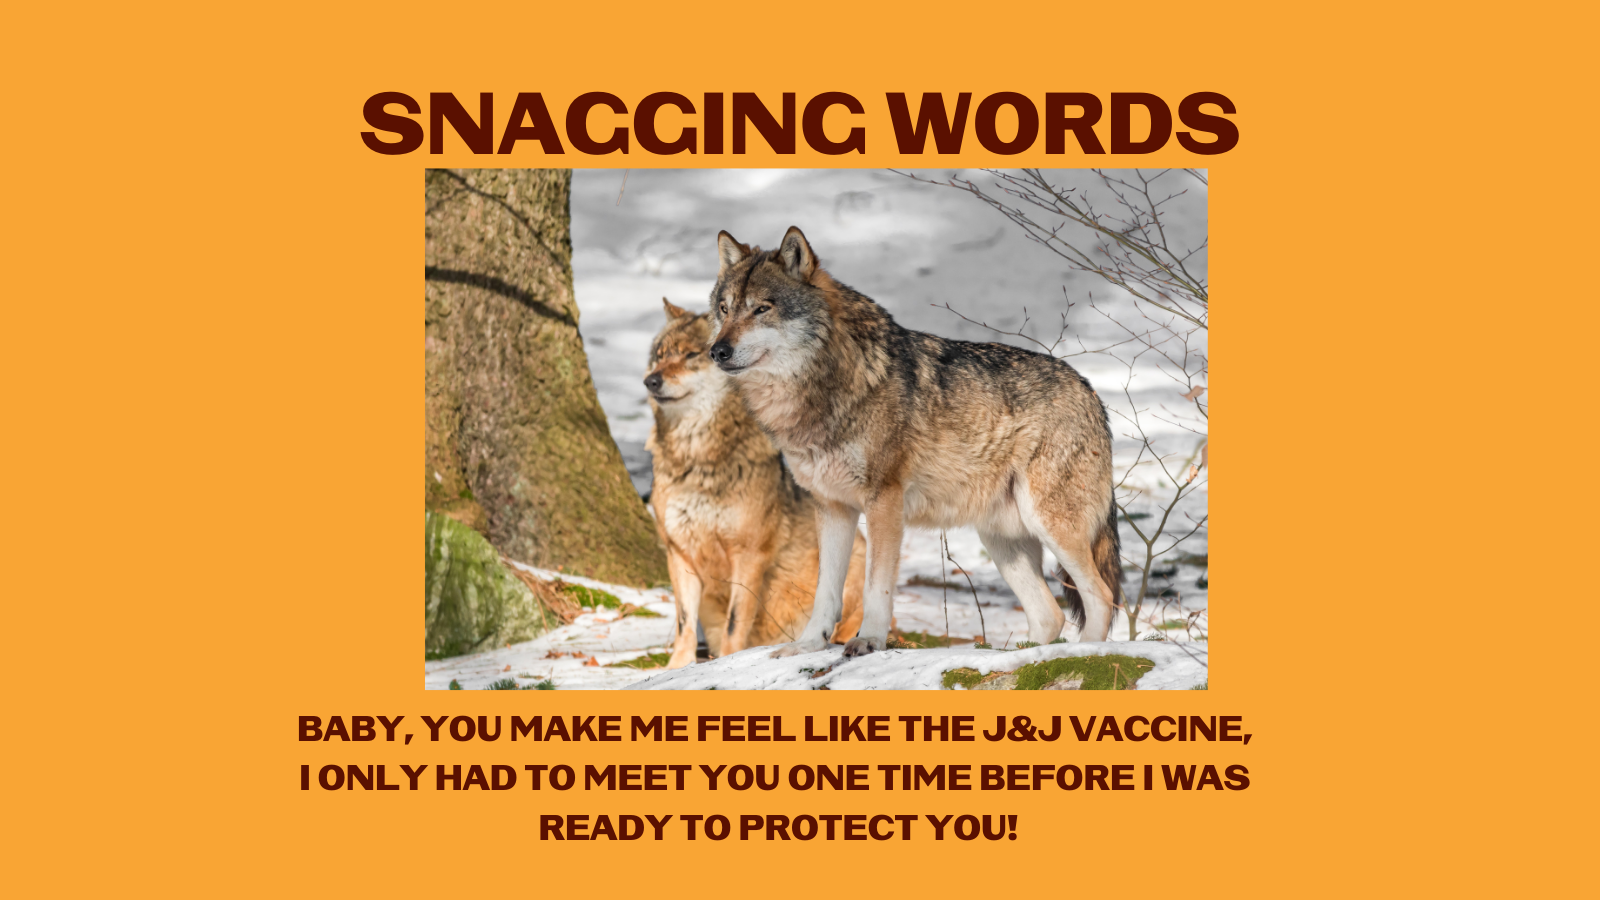 SNAGGING WORDS
BABY, YOU MAKE ME FEEL LIKE THE J&J VACCINE,
I ONLY HAD TO MEET YOU ONE TIME BEFORE I WAS
READY TO PROTECT YOU!